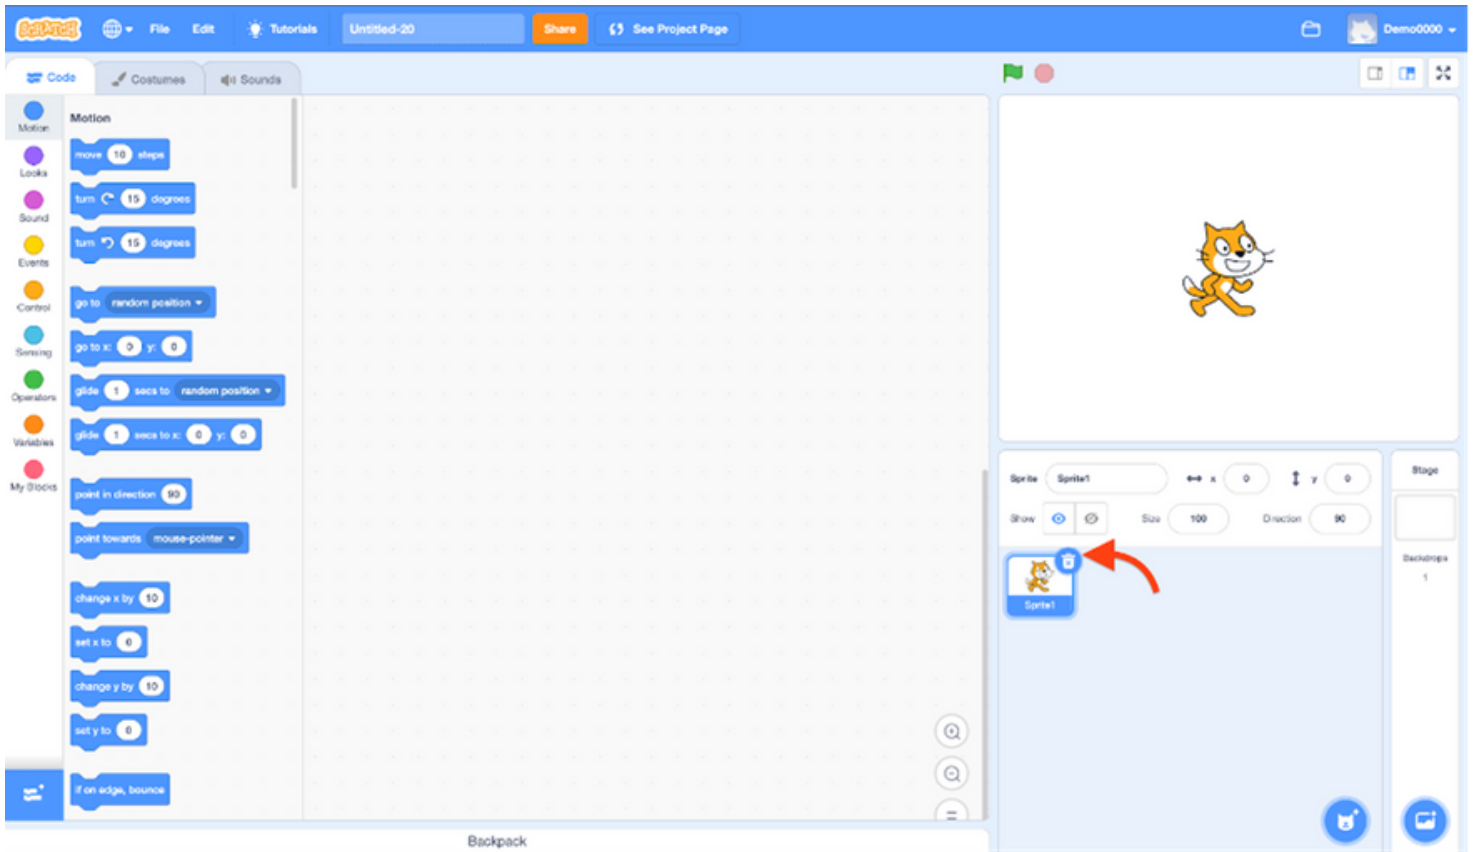 SCRATCH File Edit Tutorials Untitled-20 Share See Project Page Demo0000
Code Costumes Sounds
Motion
Looks
Sound
Events
Control
Sensing
Operators
Variables
My Blocks
Motion
move 10 steps
turn 15 degrees
turn 15 degrees
go to random position
go to x: 0 y: 0
glide 1 secs to random position
glide 1 secs to x: 0 y: 0
point in direction 90
point towards mouse-pointer
change x by 10
set x to 0
change y by 10
set y to 0
if on edge, bounce
Backpack
Sprite Sprite1 x 0 y 0
Show Size 100 Direction 90
Sprite1
Stage
Backdrops
1